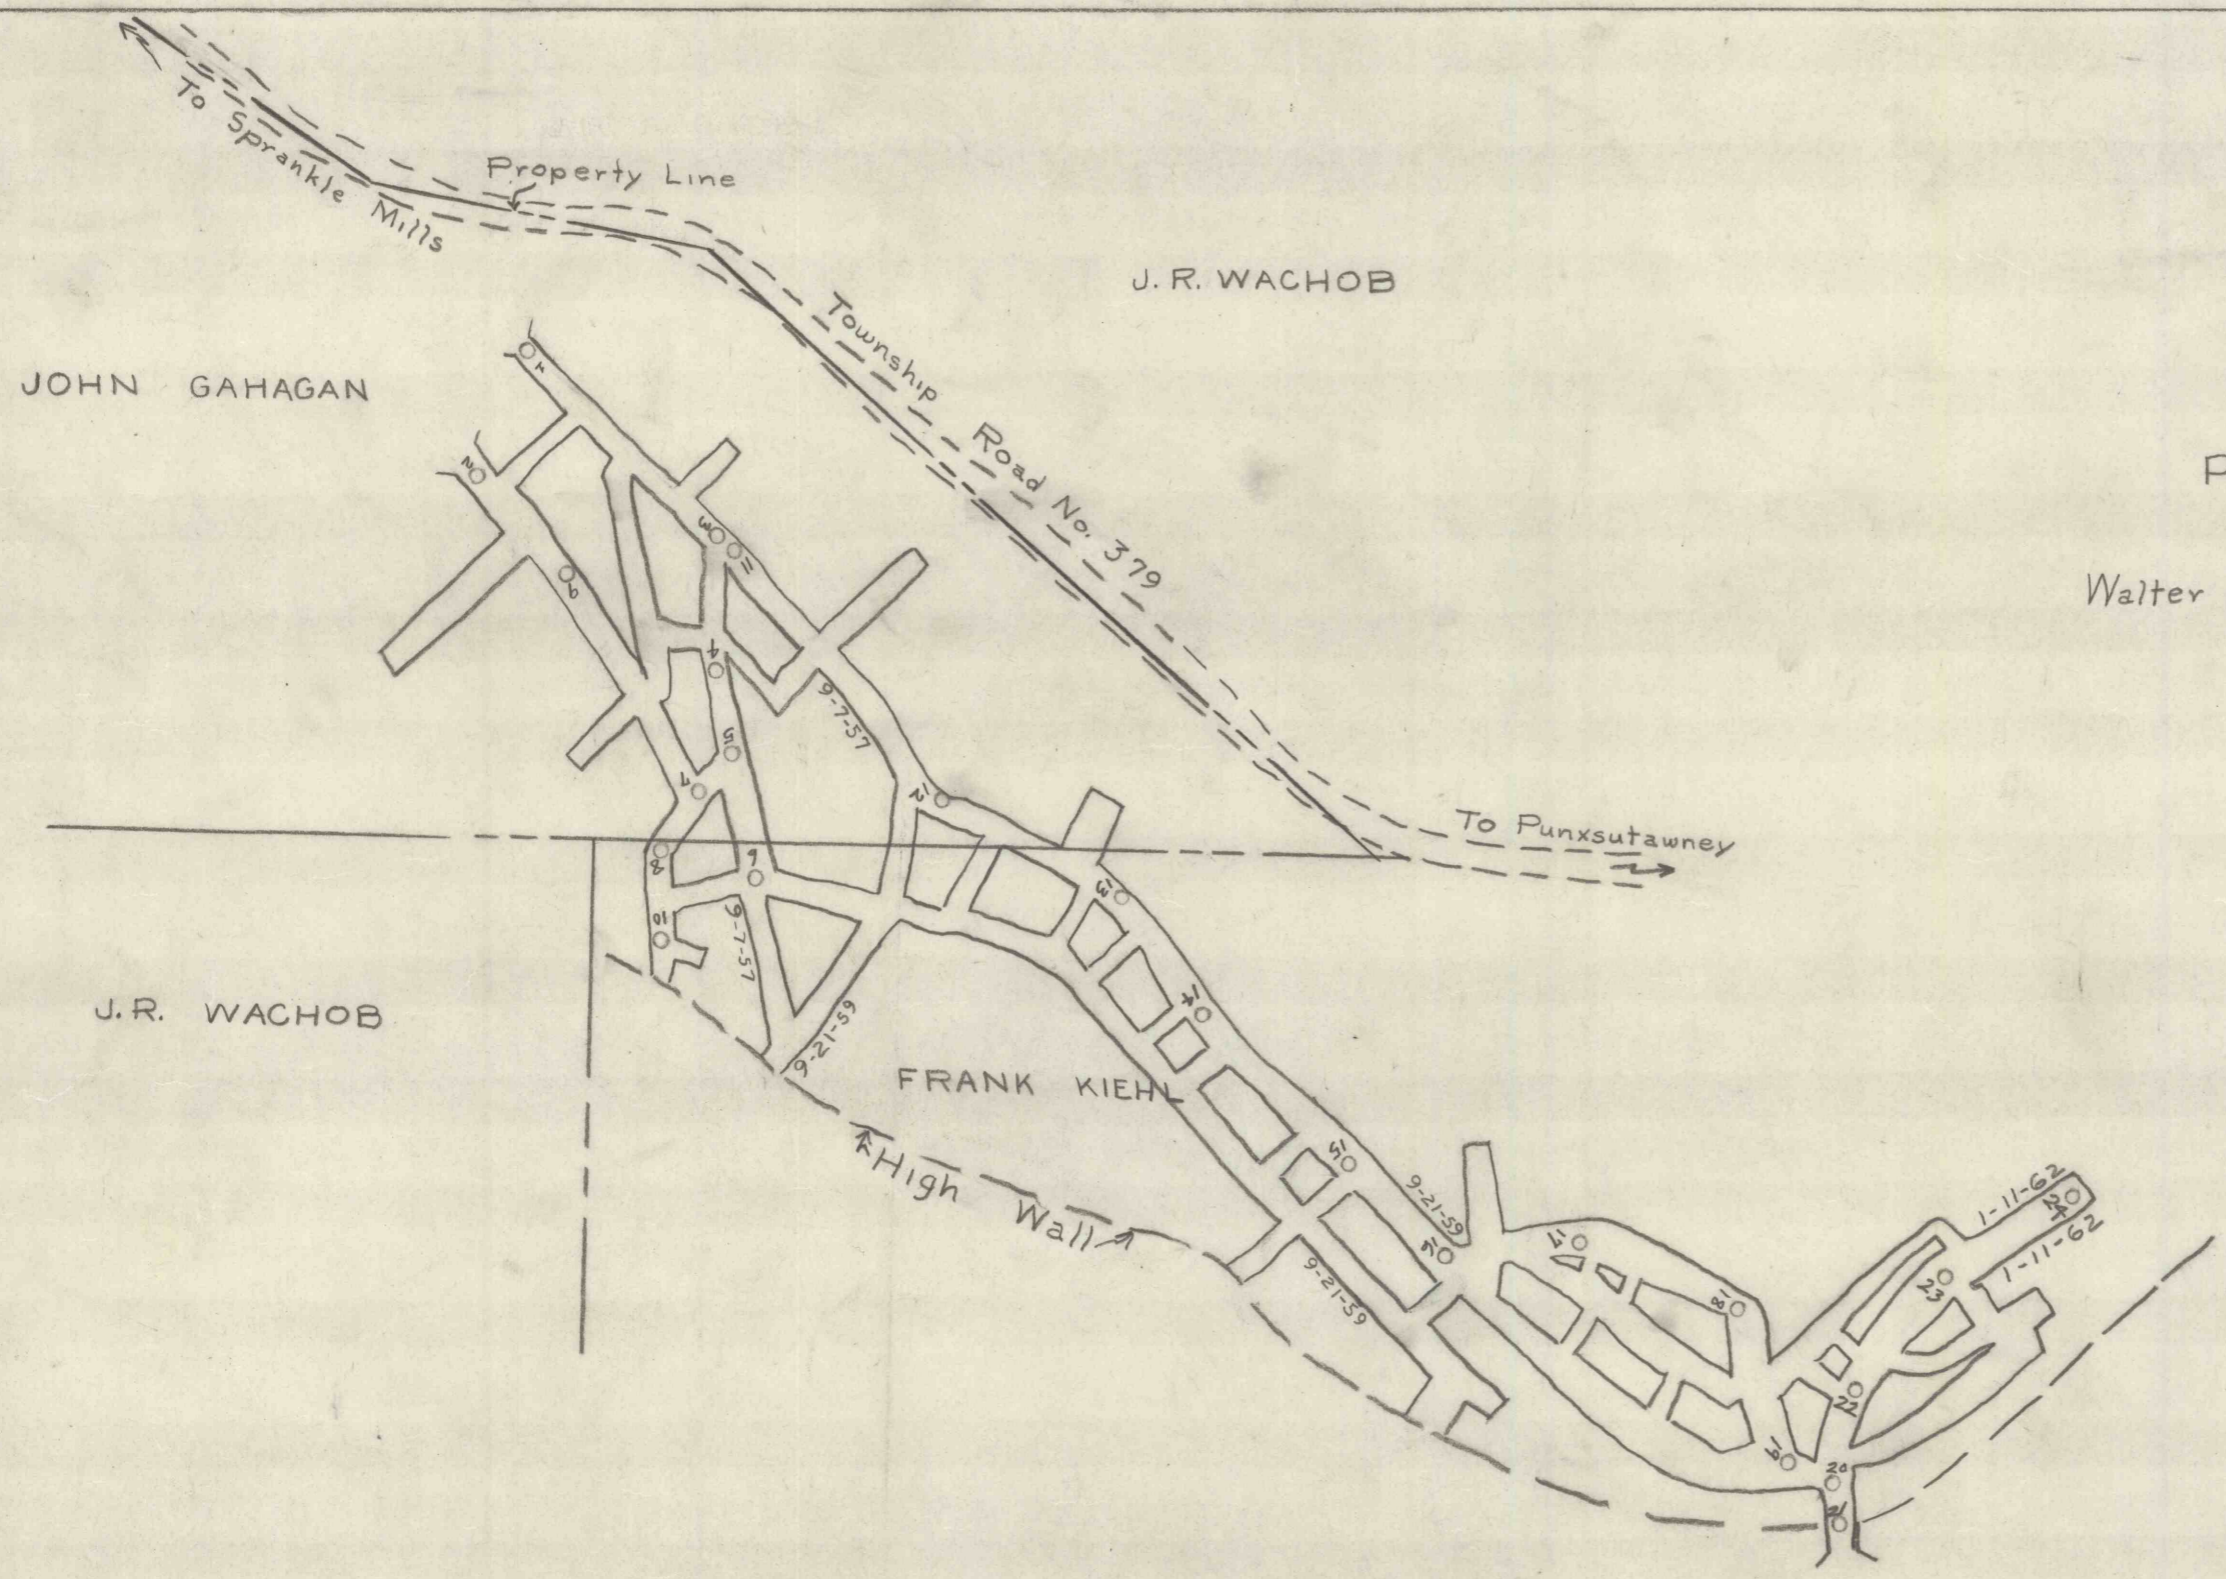 To Sprankle Mills
Property Line
J. R. WACHOB
Township Road No. 379
JOHN GAHAGAN
P
Walter
1
2
3
11
9
4
5
7
9-7-57
12
To Punxsutawney
8
6
13
10
9-7-57
J. R. WACHOB
14
9-21-59
FRANK KIEHL
High Wall
15
9-21-59
9-21-59
17
18
1-11-62
24
1-11-62
23
22
19
20
21